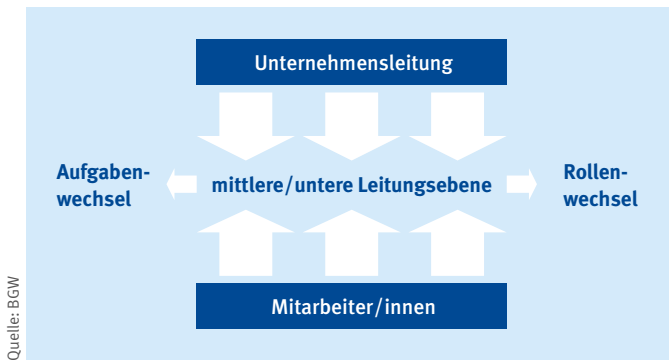 Unternehmensleitung
Aufgaben-
wechsel
mittlere/untere Leitungsebene
Rollen-
wechsel
Mitarbeiter/innen
Quelle: BGW